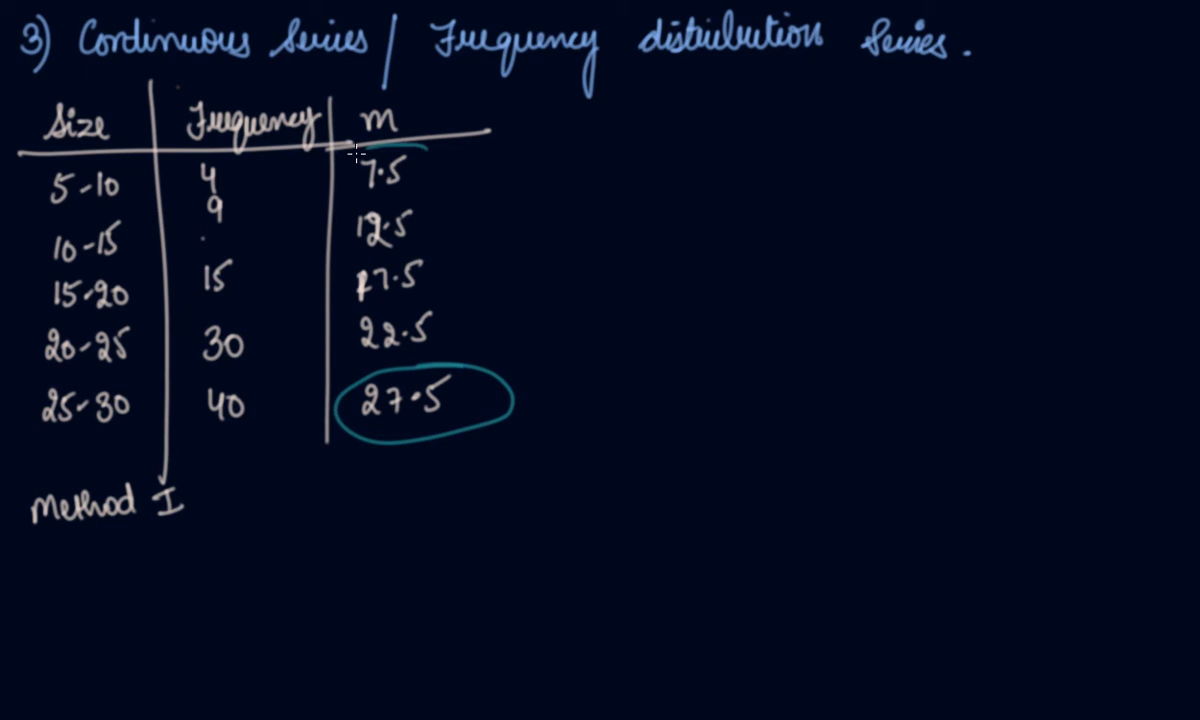 3) Continuous Series / Frequency distribution Series.
Size Frequency m
5-10 4 7.5
10-15 9 12.5
15-20 15 17.5
20-25 30 22.5
25-30 40 27.5
Method I